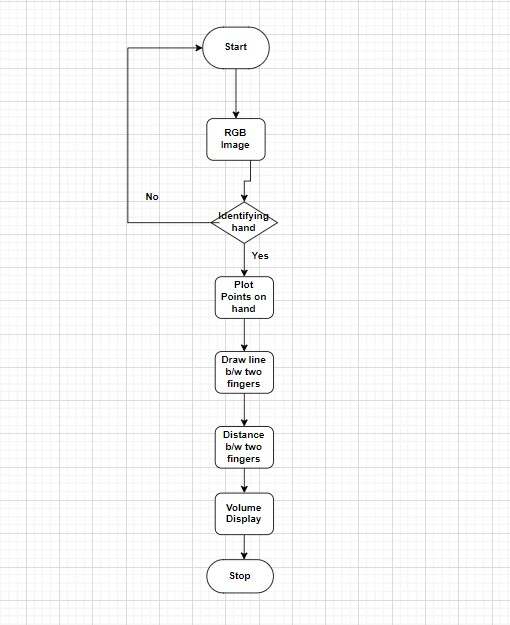 Start
RGB
Image
No
Identifying
hand
Yes
Plot
Points on
hand
Draw line
b/w two
fingers
Distance
b/w two
fingers
Volume
Display
Stop